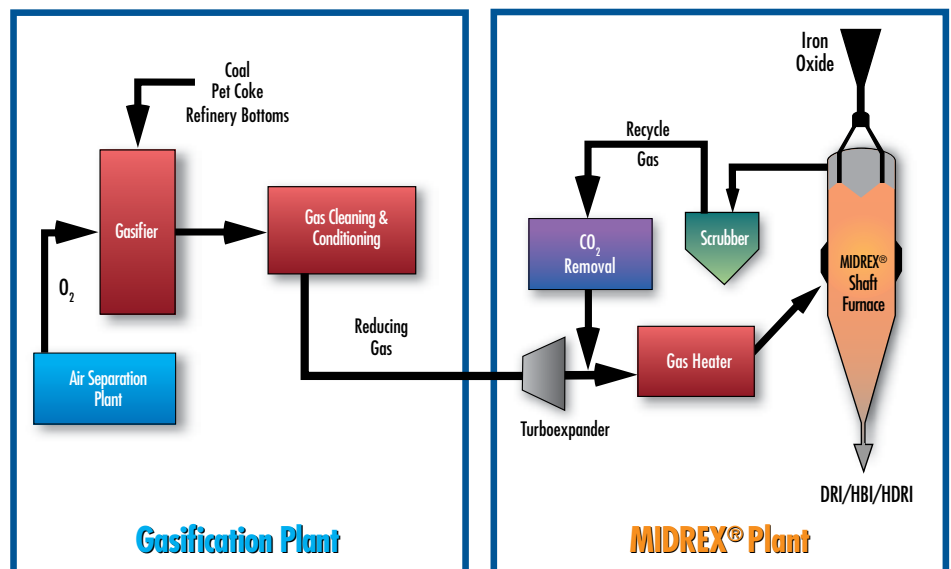 Coal
Pet Coke
Refinery Bottoms
Gasifier
O₂
Air Separation
Plant
Gas Cleaning &
Conditioning
Reducing
Gas
Gasification Plant
Iron
Oxide
Recycle
Gas
CO₂
Removal
Scrubber
MIDREX®
Shaft
Furnace
Gas Heater
Turboexpander
DRI/HBI/HDRI
MIDREX® Plant